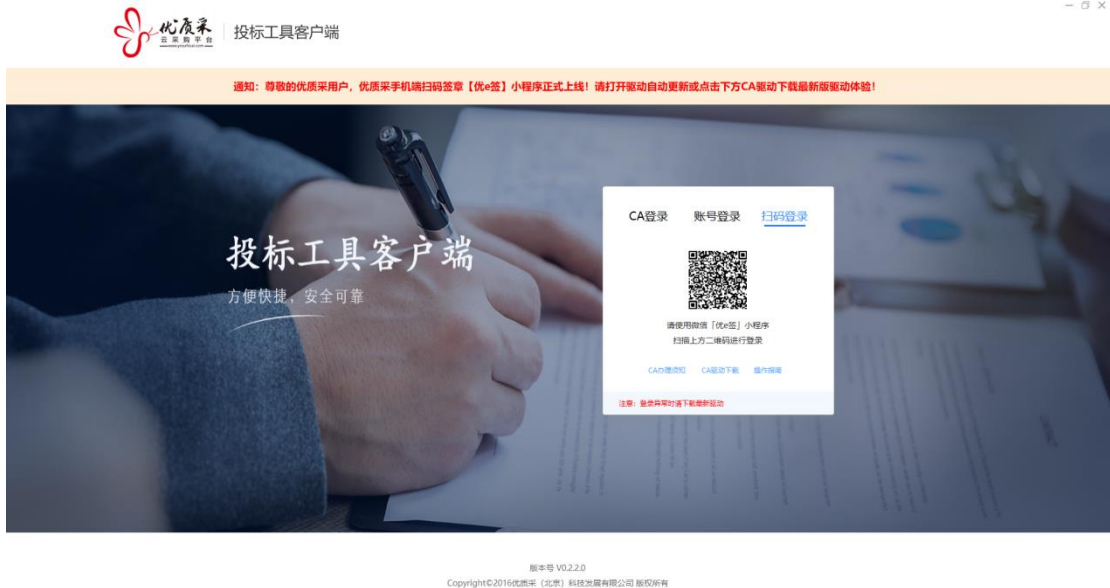 优质采
云采购平台
投标工具客户端
通知：尊敬的优质采用户，优质采手机端扫码签章【优e签】小程序正式上线！请打开驱动自动更新或点击下方CA驱动下载最新版驱动体验！
投标工具客户端
方便快捷，安全可靠
CA登录 账号登录 扫码登录
请使用微信「优e签」小程序
扫描上方二维码进行登录
CA办理须知 CA驱动下载 操作指南
注意：登录异常时请下载最新驱动
版本号 V0.2.2.0
Copyright©2016优质采（北京）科技发展有限公司 版权所有